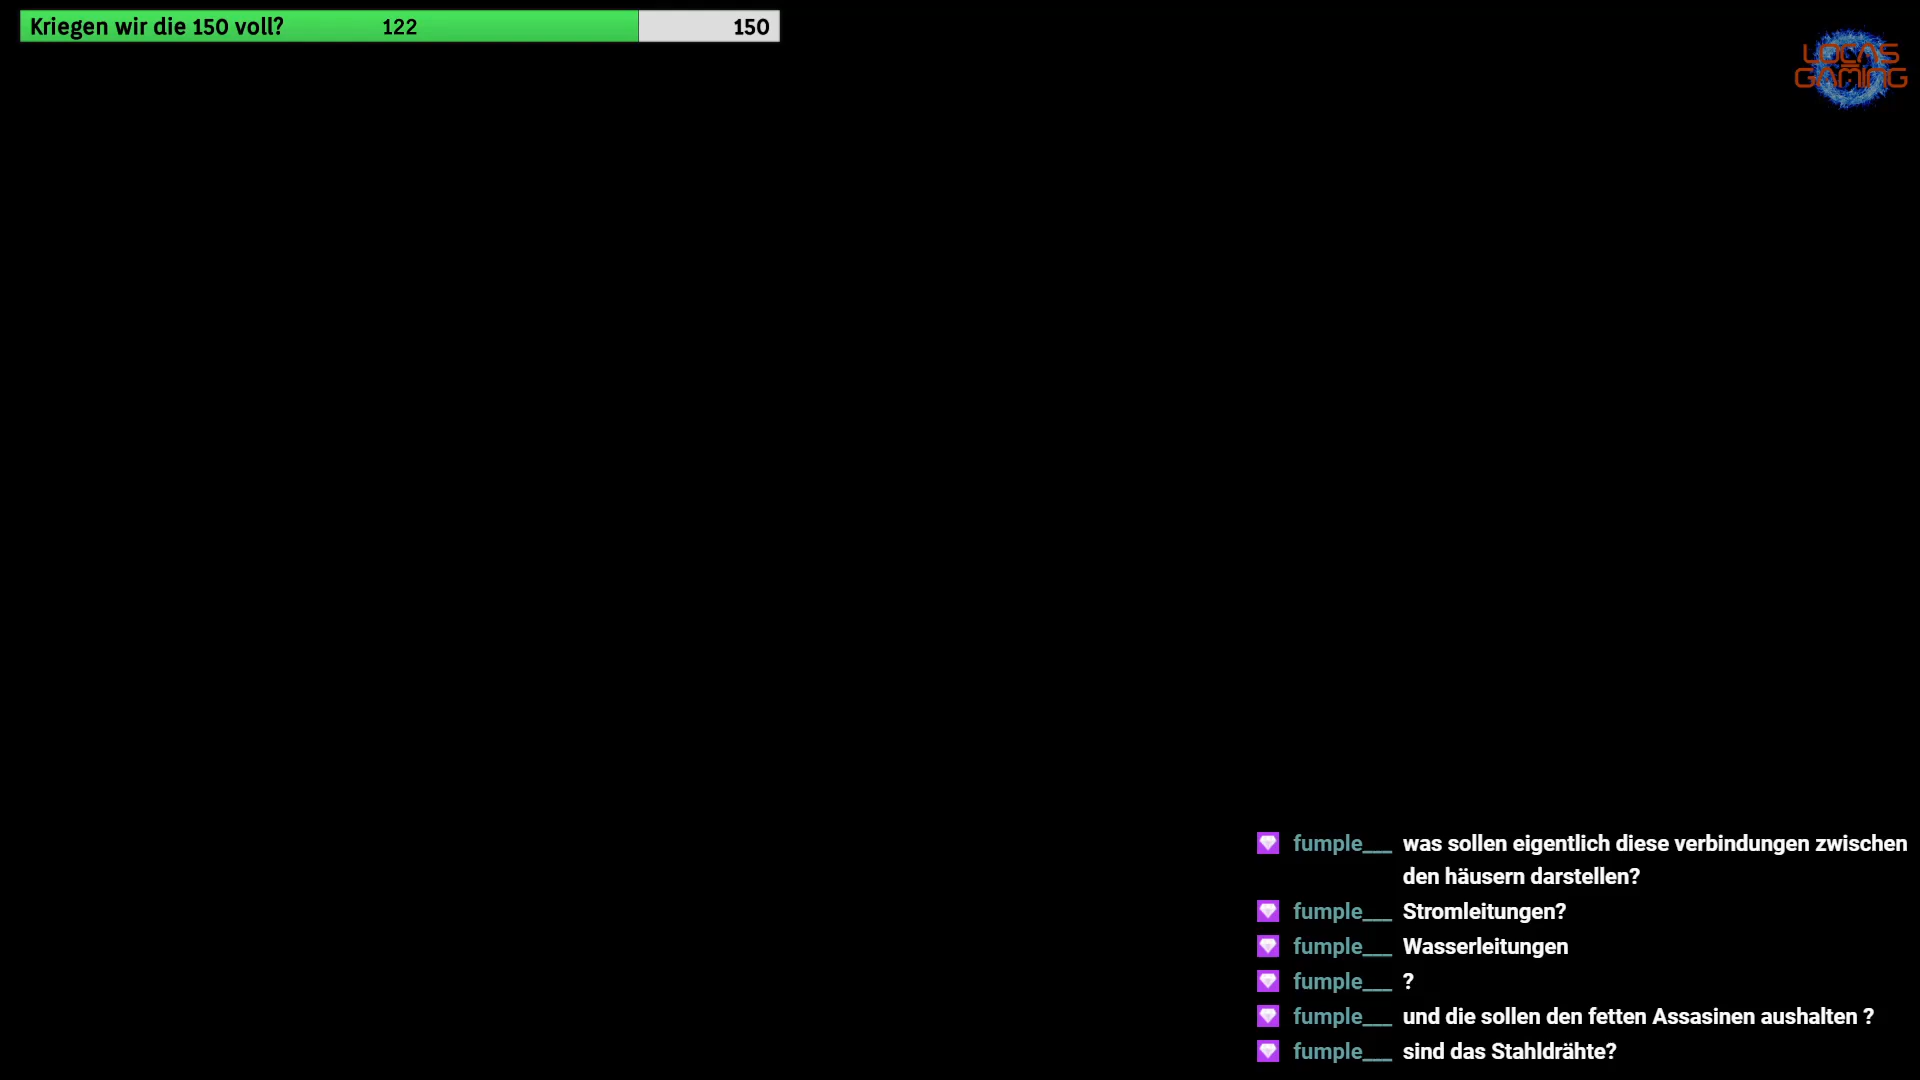 Kriegen wir die 150 voll? 122 150
LOCAS
GAMING
fumple___ was sollen eigentlich diese verbindungen zwischen
den häusern darstellen?
fumple___ Stromleitungen?
fumple___ Wasserleitungen
fumple___ ?
fumple___ und die sollen den fetten Assasinen aushalten ?
fumple___ sind das Stahldrähte?